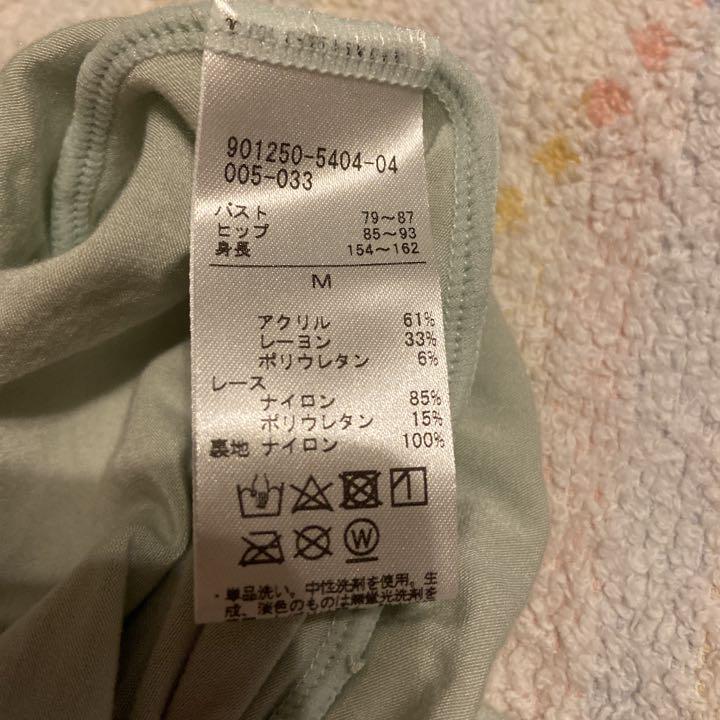 901250-5404-04
005-033
バスト 79～87
ヒップ 85～93
身長 154～162
M
アクリル 61%
レーヨン 33%
ポリウレタン 6%
レース
ナイロン 85%
ポリウレタン 15%
裏地 ナイロン 100%
W
・単品洗い。中性洗剤を使用。生
成、淡色のものは無蛍光洗剤を